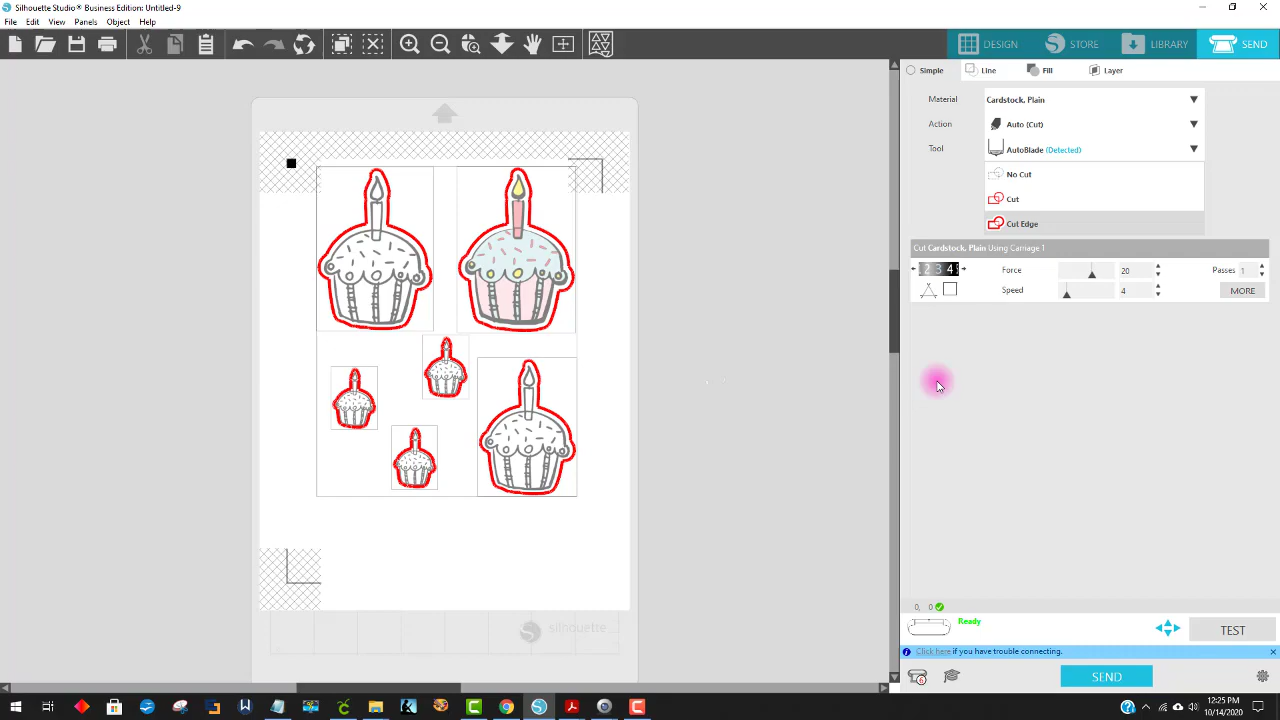 Silhouette Studio® Business Edition: Untitled-9
File Edit View Panels Object Help
DESIGN STORE LIBRARY SEND
Simple Line Fill Layer
Material Cardstock, Plain
Action Auto (Cut)
Tool AutoBlade (Detected)
No Cut
Cut
Cut Edge
Cut Cardstock, Plain Using Carriage 1
Force 20 Passes 1
Speed 4 MORE
silhouette
0, 0
Ready
TEST
Click here if you have trouble connecting.
SEND
12:25 PM
10/14/2020